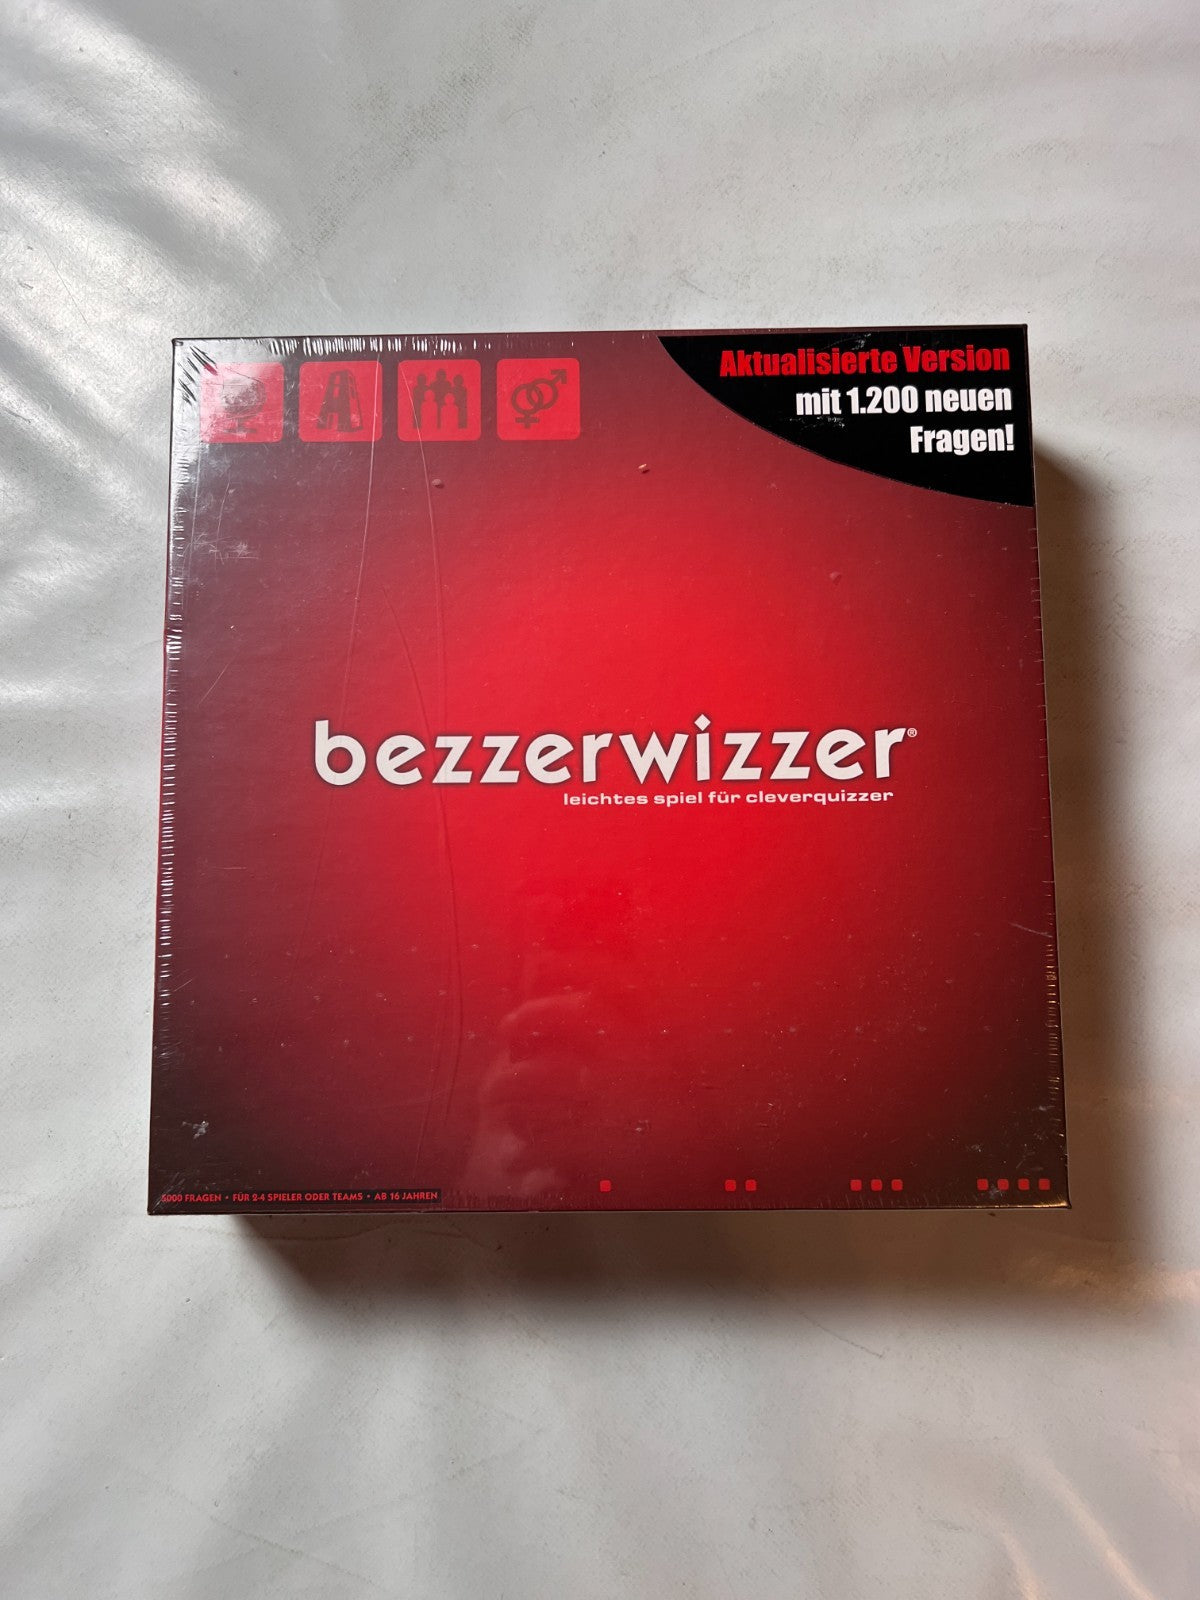 Aktualisierte Version
mit 1.200 neuen
Fragen!
bezzerwizzer®
leichtes spiel für cleverquizzer
5000 FRAGEN • FÜR 2-4 SPIELER ODER TEAMS • AB 16 JAHREN